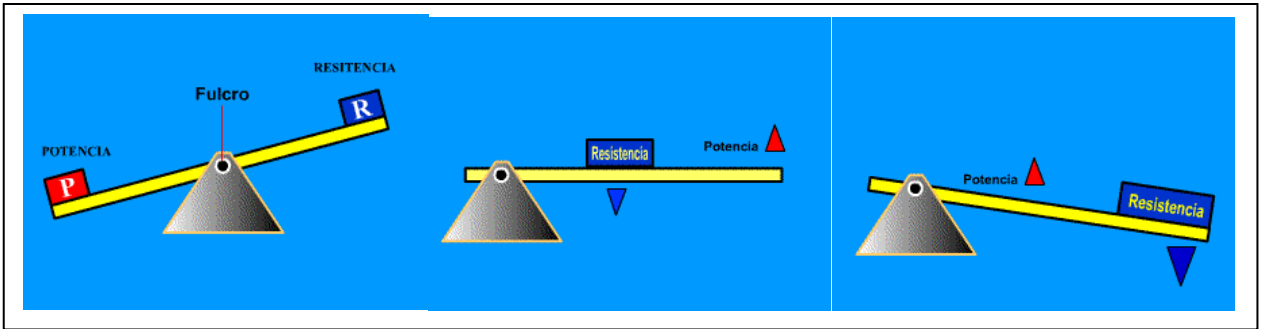 RESITENCIA
Fulcro
R
POTENCIA
P
Resistencia
Potencia
Potencia
Resistencia